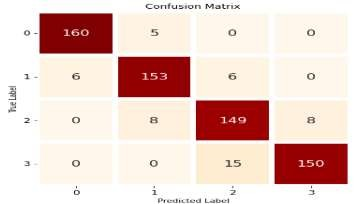 Confusion Matrix
0 160 5 0 0
1 6 153 6 0
2 0 8 149 8
3 0 0 15 150
True Label
0 1 2 3
Predicted Label